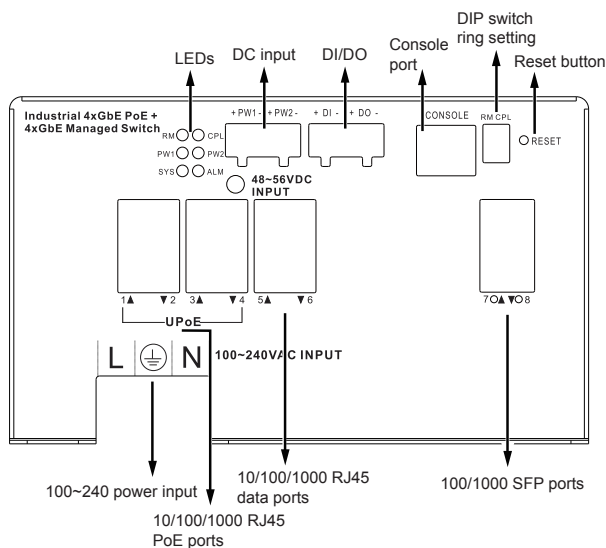 DIP switch
ring setting
LEDs
DC input
DI/DO
Console
port
Reset button
Industrial 4xGbE PoE +
4xGbE Managed Switch
+ PW1 - + PW2 -
+ DI - + DO -
CONSOLE
RM CPL
RESET
RM CPL
PW1 PW2
SYS ALM
48~56VDC
INPUT
1▲ ▼2 3▲ ▼4 5▲ ▼6
7O▲ ▼O8
UPoE
L N 100~240VAC INPUT
100~240 power input
10/100/1000 RJ45
data ports
10/100/1000 RJ45
PoE ports
100/1000 SFP ports